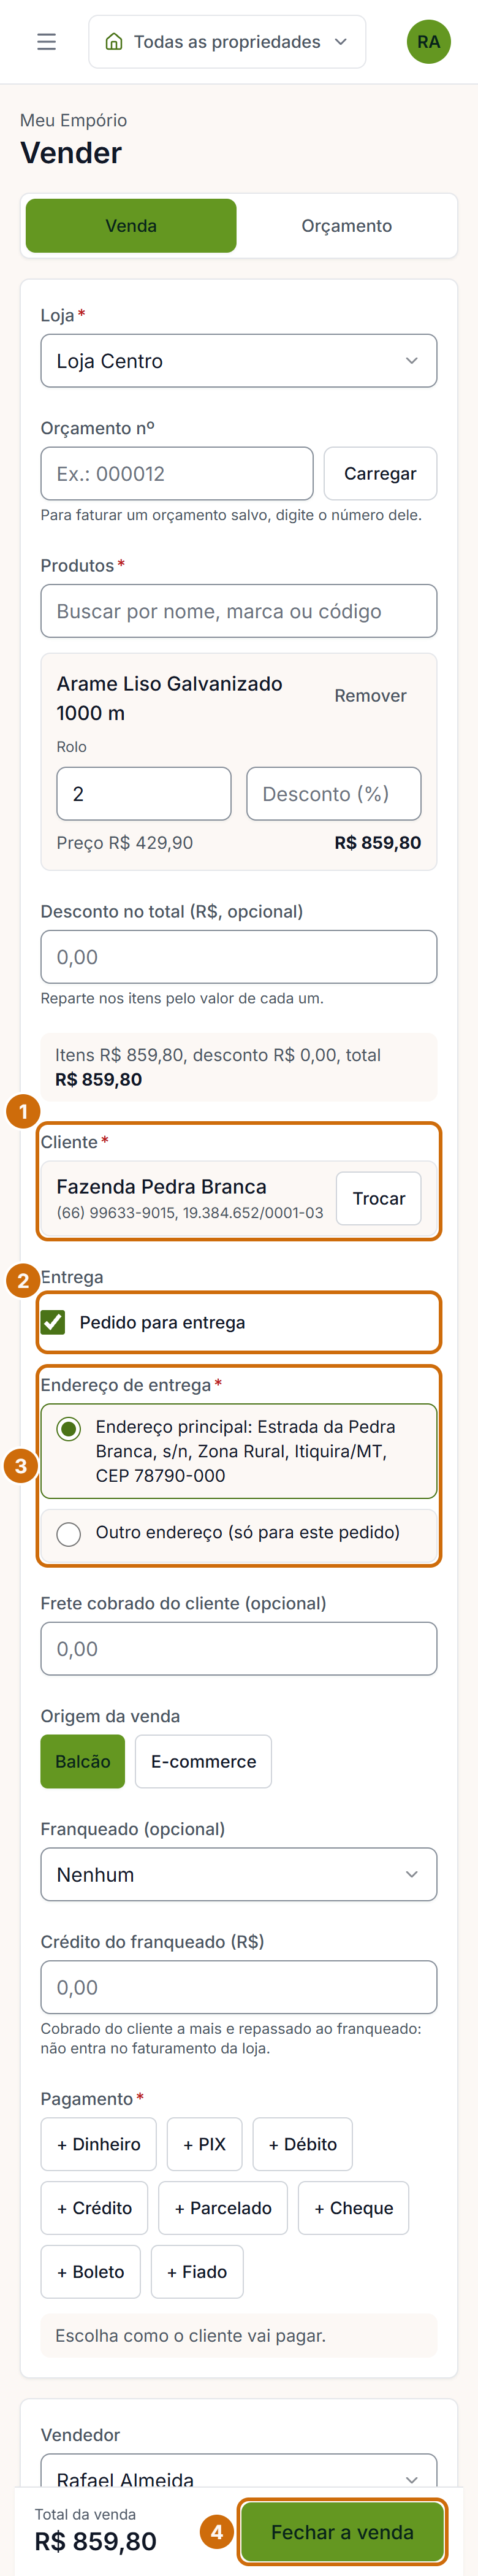 Todas as propriedades
RA
Meu Empório
Vender
Venda
Orçamento
Loja*
Loja Centro
Orçamento nº
Ex.: 000012
Carregar
Para faturar um orçamento salvo, digite o número dele.
Produtos*
Buscar por nome, marca ou código
Arame Liso Galvanizado
1000 m
Remover
Rolo
2
Desconto (%)
Preço R$ 429,90
R$ 859,80
Desconto no total (R$, opcional)
0,00
Reparte nos itens pelo valor de cada um.
Itens R$ 859,80, desconto R$ 0,00, total
R$ 859,80
1
Cliente*
Fazenda Pedra Branca
(66) 99633-9015, 19.384.652/0001-03
Trocar
2
Entrega
Pedido para entrega
Endereço de entrega*
3
Endereço principal: Estrada da Pedra
Branca, s/n, Zona Rural, Itiquira/MT,
CEP 78790-000
Outro endereço (só para este pedido)
Frete cobrado do cliente (opcional)
0,00
Origem da venda
Balcão
E-commerce
Franqueado (opcional)
Nenhum
Crédito do franqueado (R$)
0,00
Cobrado do cliente a mais e repassado ao franqueado:
não entra no faturamento da loja.
Pagamento*
+ Dinheiro
+ PIX
+ Débito
+ Crédito
+ Parcelado
+ Cheque
+ Boleto
+ Fiado
Escolha como o cliente vai pagar.
Vendedor
Rafael Almeida
Total da venda
R$ 859,80
4
Fechar a venda